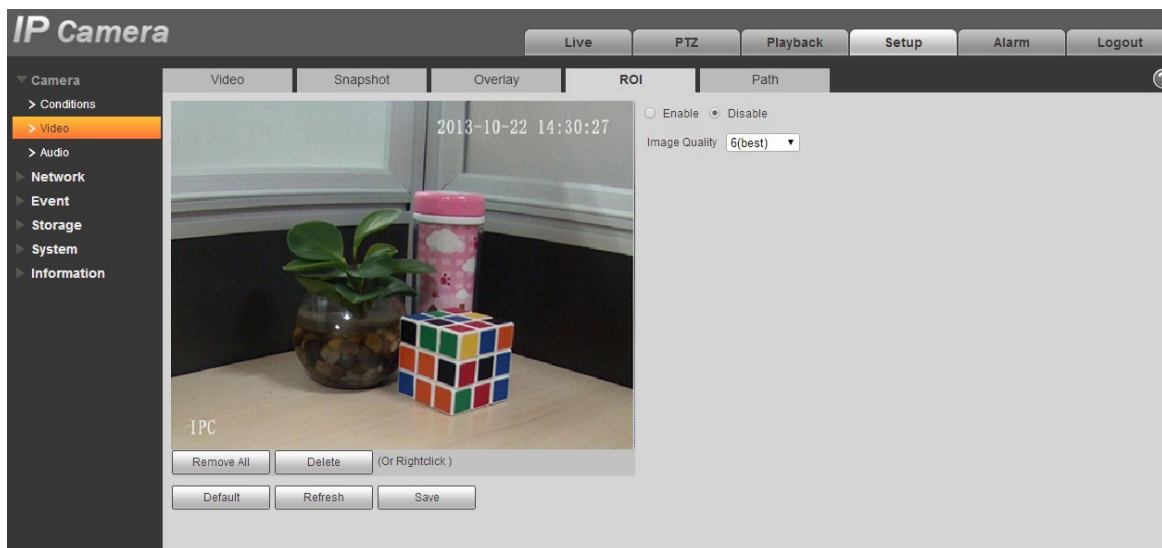 IP Camera
Live PTZ Playback Setup Alarm Logout
Camera
Conditions
Video
Audio
Network
Event
Storage
System
Information
Video Snapshot Overlay ROI Path
2013-10-22 14:30:27
IPC
Enable Disable
Image Quality 6(best)
Remove All Delete (Or Rightclick )
Default Refresh Save